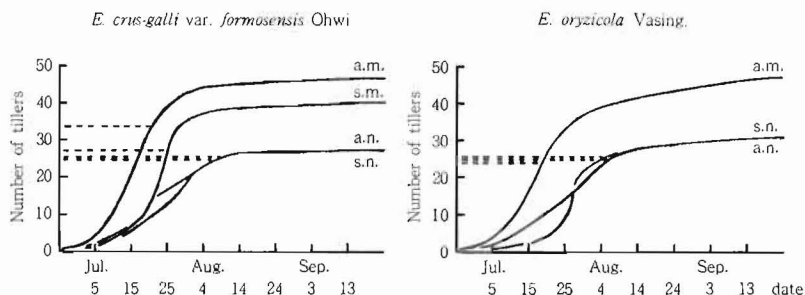 E. crus-galli var. formosensis Ohwi
E. oryzicola Vasing.
Number of tillers
50
40
30
20
10
0
a.m.
s.m.
a.n.
s.n.
Jul. Aug. Sep.
5 15 25 4 14 24 3 13
Number of tillers
50
40
30
20
10
0
a.m.
s.n.
a.n.
Jul. Aug. Sep.
5 15 25 4 14 24 3 13 date